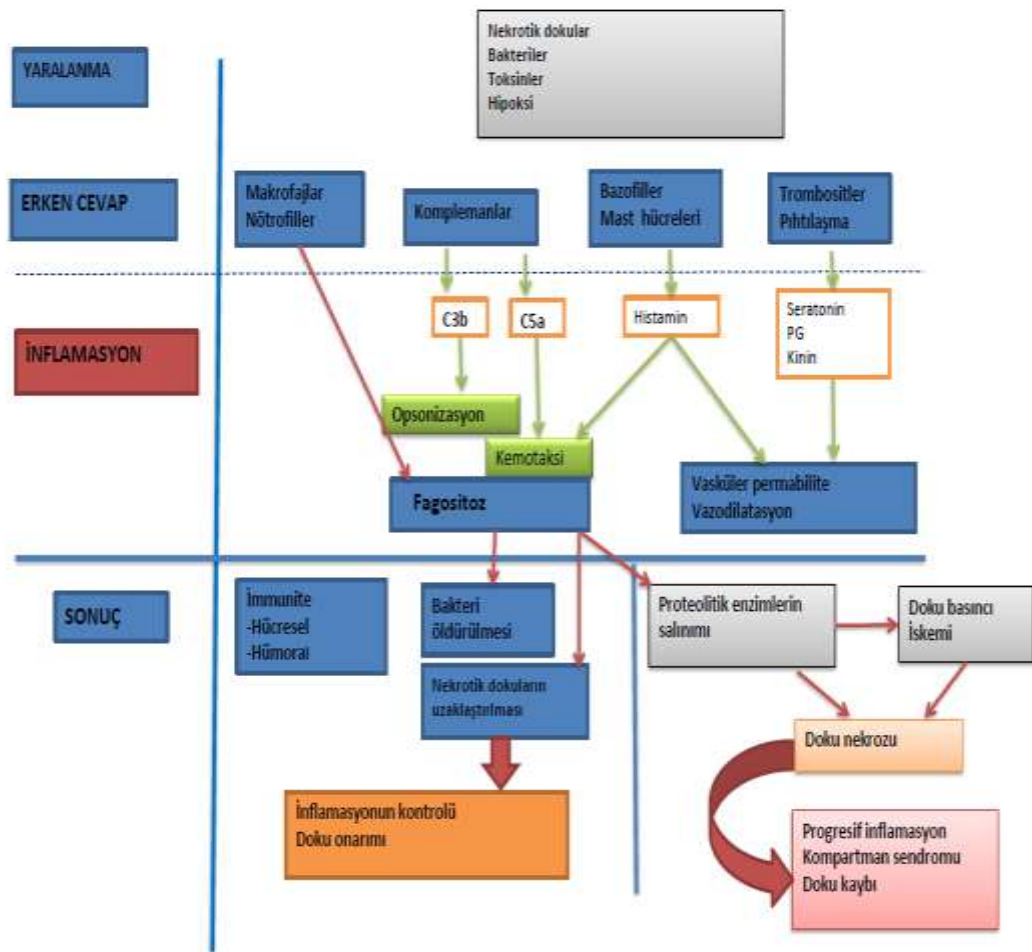 YARALANMA
Nekrotik dokular
Bakteriler
Toksinler
Hipoksi
ERKEN CEVAP
Makrofajlar
Nötrofiller
Komplemanlar
Bazofiller
Mast hücreleri
Trombositler
Pıhtılaşma
İNFLAMASYON
C3b
C5a
Histamin
Seratonin
PG
Kinin
Opsonizasyon
Kemotaksi
Fagositoz
Vasküler permabilite
Vazodilatasyon
SONUÇ
İmmunite
-Hücresel
-Hümoral
Bakteri
öldürülmesi
Nekrotik dokuların
uzaklaştırılması
İnflamasyonun kontrolü
Doku onarımı
Proteolitik enzimlerin
salınımı
Doku basıncı
İskemi
Doku nekrozu
Progresif inflamasyon
Kompartman sendromu
Doku kaybı